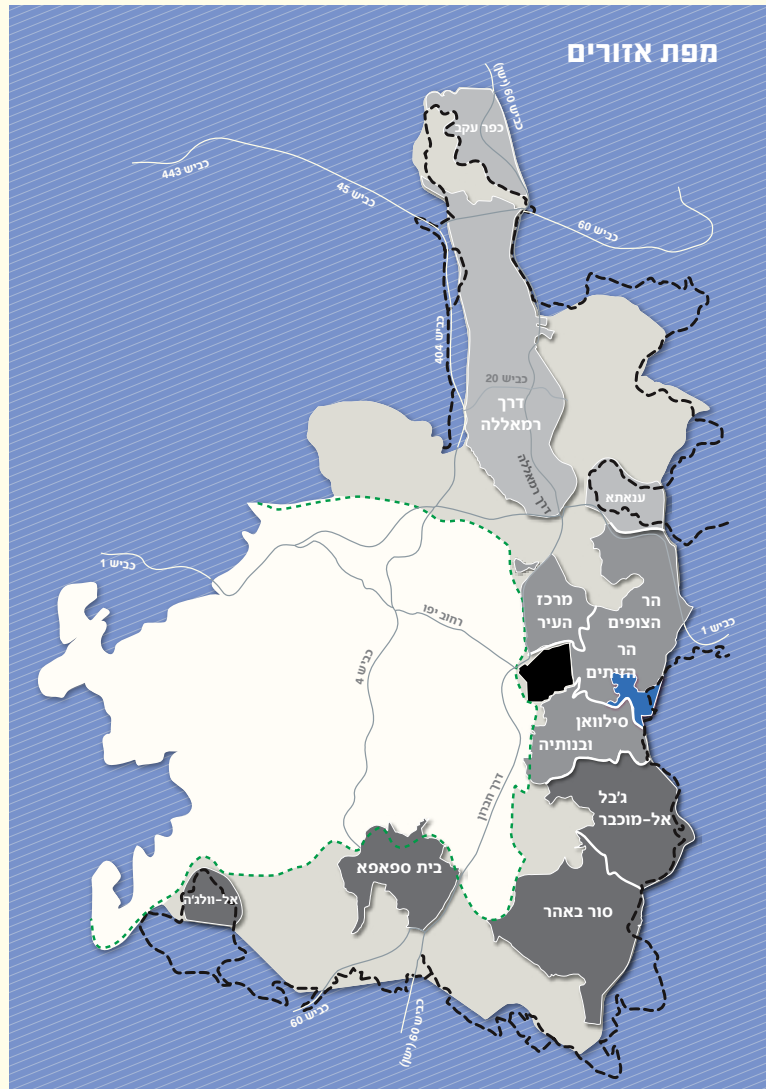 מפת אזורים
כביש 60 (ישן)
כפר עקב
כביש 443
כביש 45
כביש 60
כביש 404
כביש 20
דרך
רמאללה
דרך רמאללה
ענאתא
כביש 1
הר
הצופים
מרכז
העיר
כביש 1
רחוב יפו
הר
הזיתים
כביש 4
סילוואן
ובנותיה
דרך חברון
ג'בל
אל-מוכבר
בית ספאפא
אל-וולג'ה
סור באהר
כביש 60
כביש 60 (ישן)